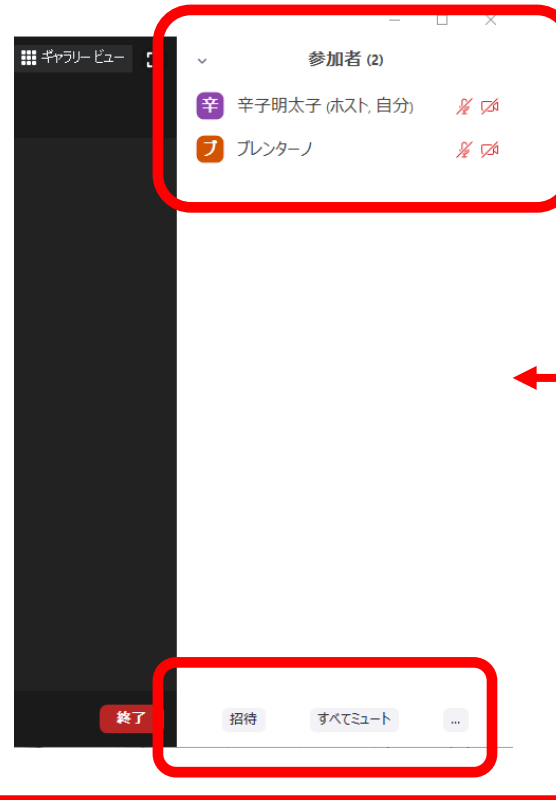 ギャラリービュー
参加者 (2)
辛 辛子明太子 (ホスト, 自分)
ブ ブレンターノ
終了 招待 すべてミュート ...